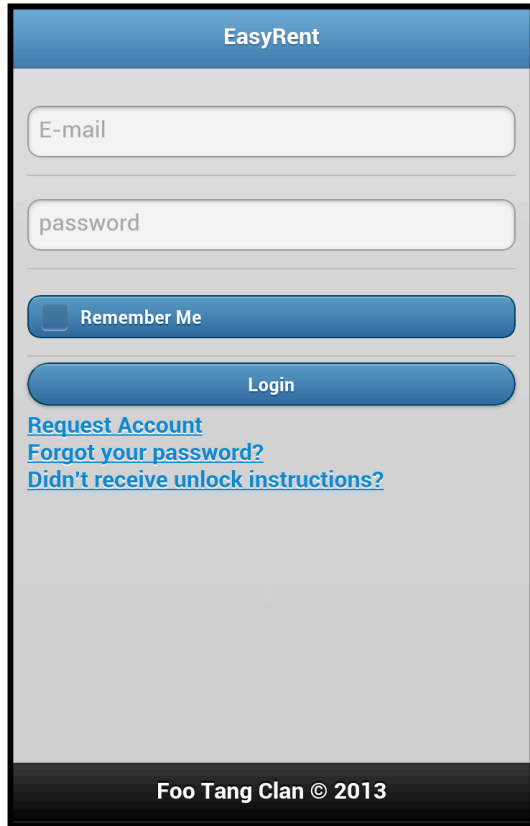 EasyRent
E-mail
password
Remember Me
Login
Request Account
Forgot your password?
Didn't receive unlock instructions?
Foo Tang Clan © 2013